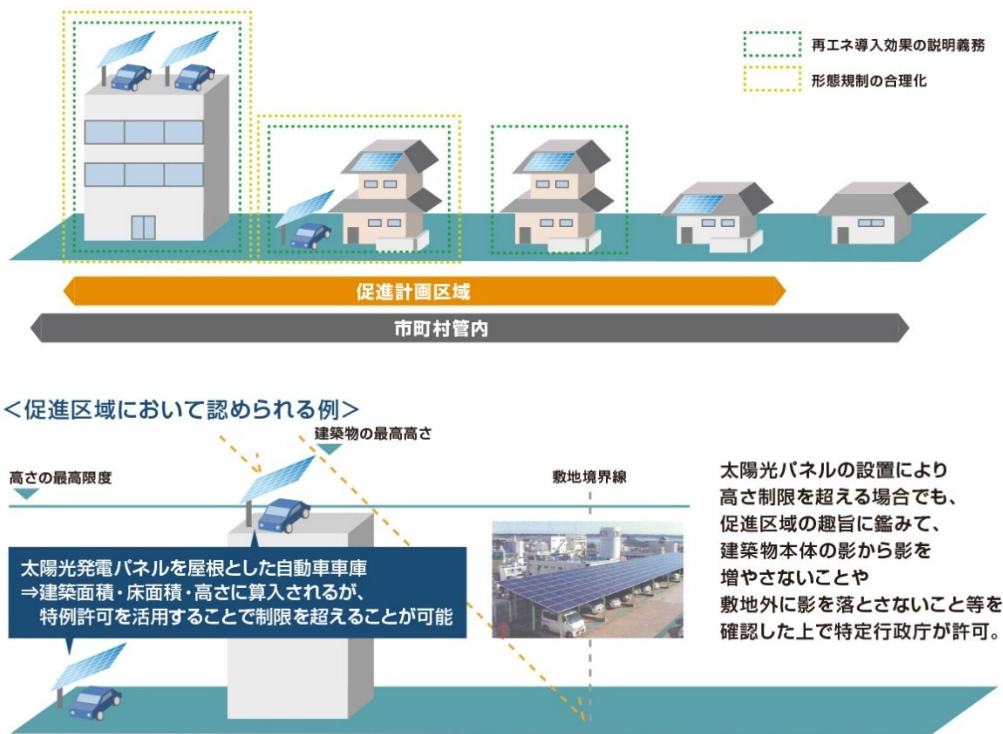 再エネ導入効果の説明義務
形態規制の合理化
促進計画区域
市町村管内
＜促進区域において認められる例＞
建築物の最高高さ
高さの最高限度
敷地境界線
太陽光発電パネルを屋根とした自動車車庫
⇒建築面積・床面積・高さに算入されるが、
特例許可を活用することで制限を超えることが可能
太陽光パネルの設置により
高さ制限を超える場合でも、
促進区域の趣旨に鑑みて、
建築物本体の影から影を
増やさないことや
敷地外に影を落とさないこと等を
確認した上で特定行政庁が許可。